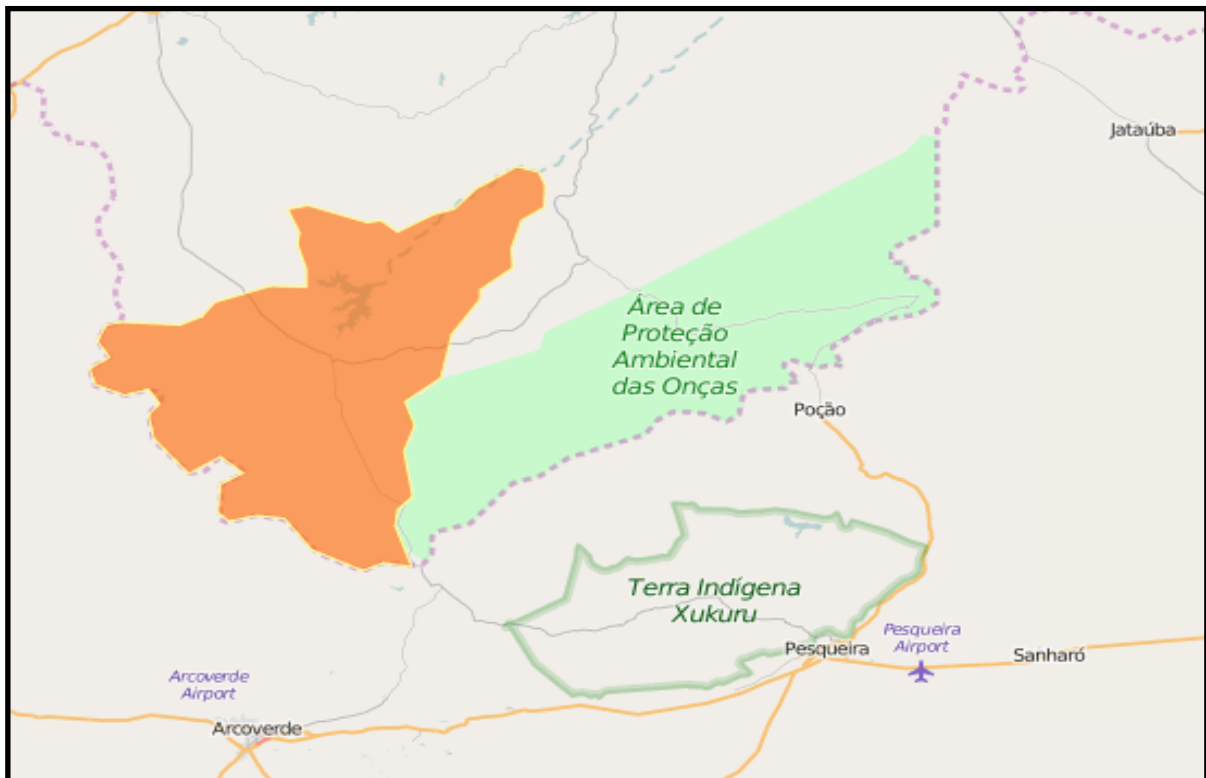 Jataúba
Área de
Proteção
Ambiental
das Onças
Poção
Terra Indígena
Xukuru
Pesqueira
Airport
Pesqueira
Sanharó
Arcoverde
Airport
Arcoverde